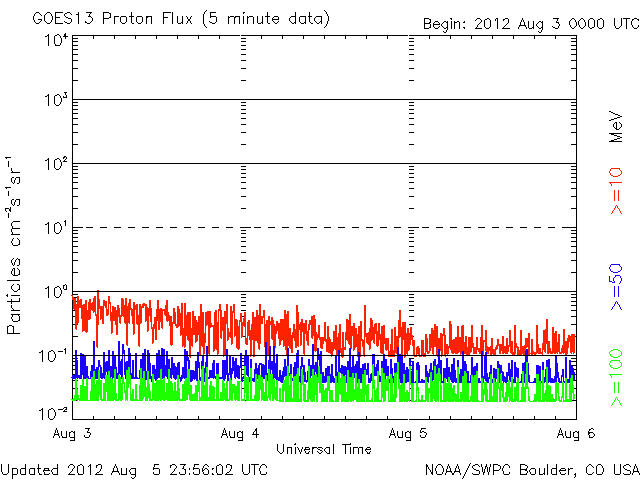 GOES13 Proton Flux (5 minute data)
Begin: 2012 Aug 3 0000 UTC
10⁴
10³
10²
10¹
10⁰
10⁻¹
10⁻²
Particles cm⁻²s⁻¹sr⁻¹
Aug 3
Aug 4
Aug 5
Aug 6
Universal Time
MeV
>=10
>=50
>=100
Updated 2012 Aug 5 23:56:02 UTC
NOAA/SWPC Boulder, CO USA